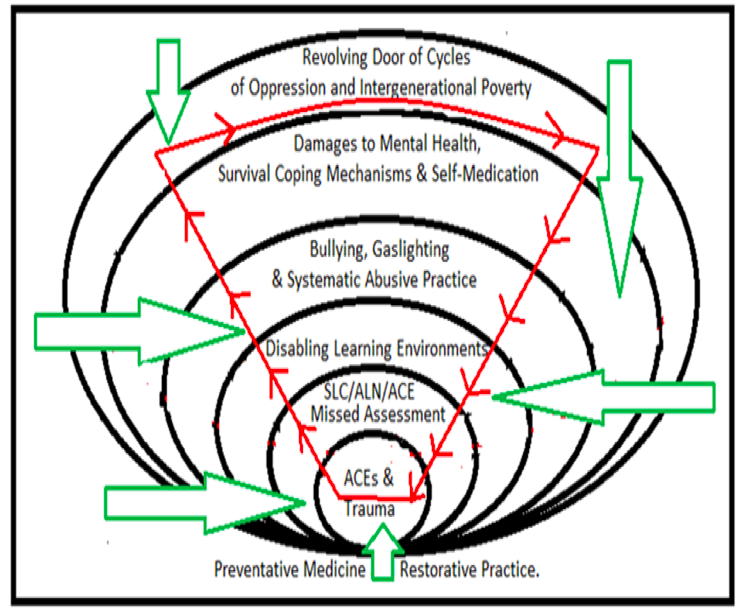 Revolving Door of Cycles
of Oppression and Intergenerational Poverty
Damages to Mental Health,
Survival Coping Mechanisms & Self-Medication
Bullying, Gaslighting
& Systematic Abusive Practice
Disabling Learning Environments
SLC/ALN/ACE
Missed Assessment
ACEs &
Trauma
Preventative Medicine Restorative Practice.